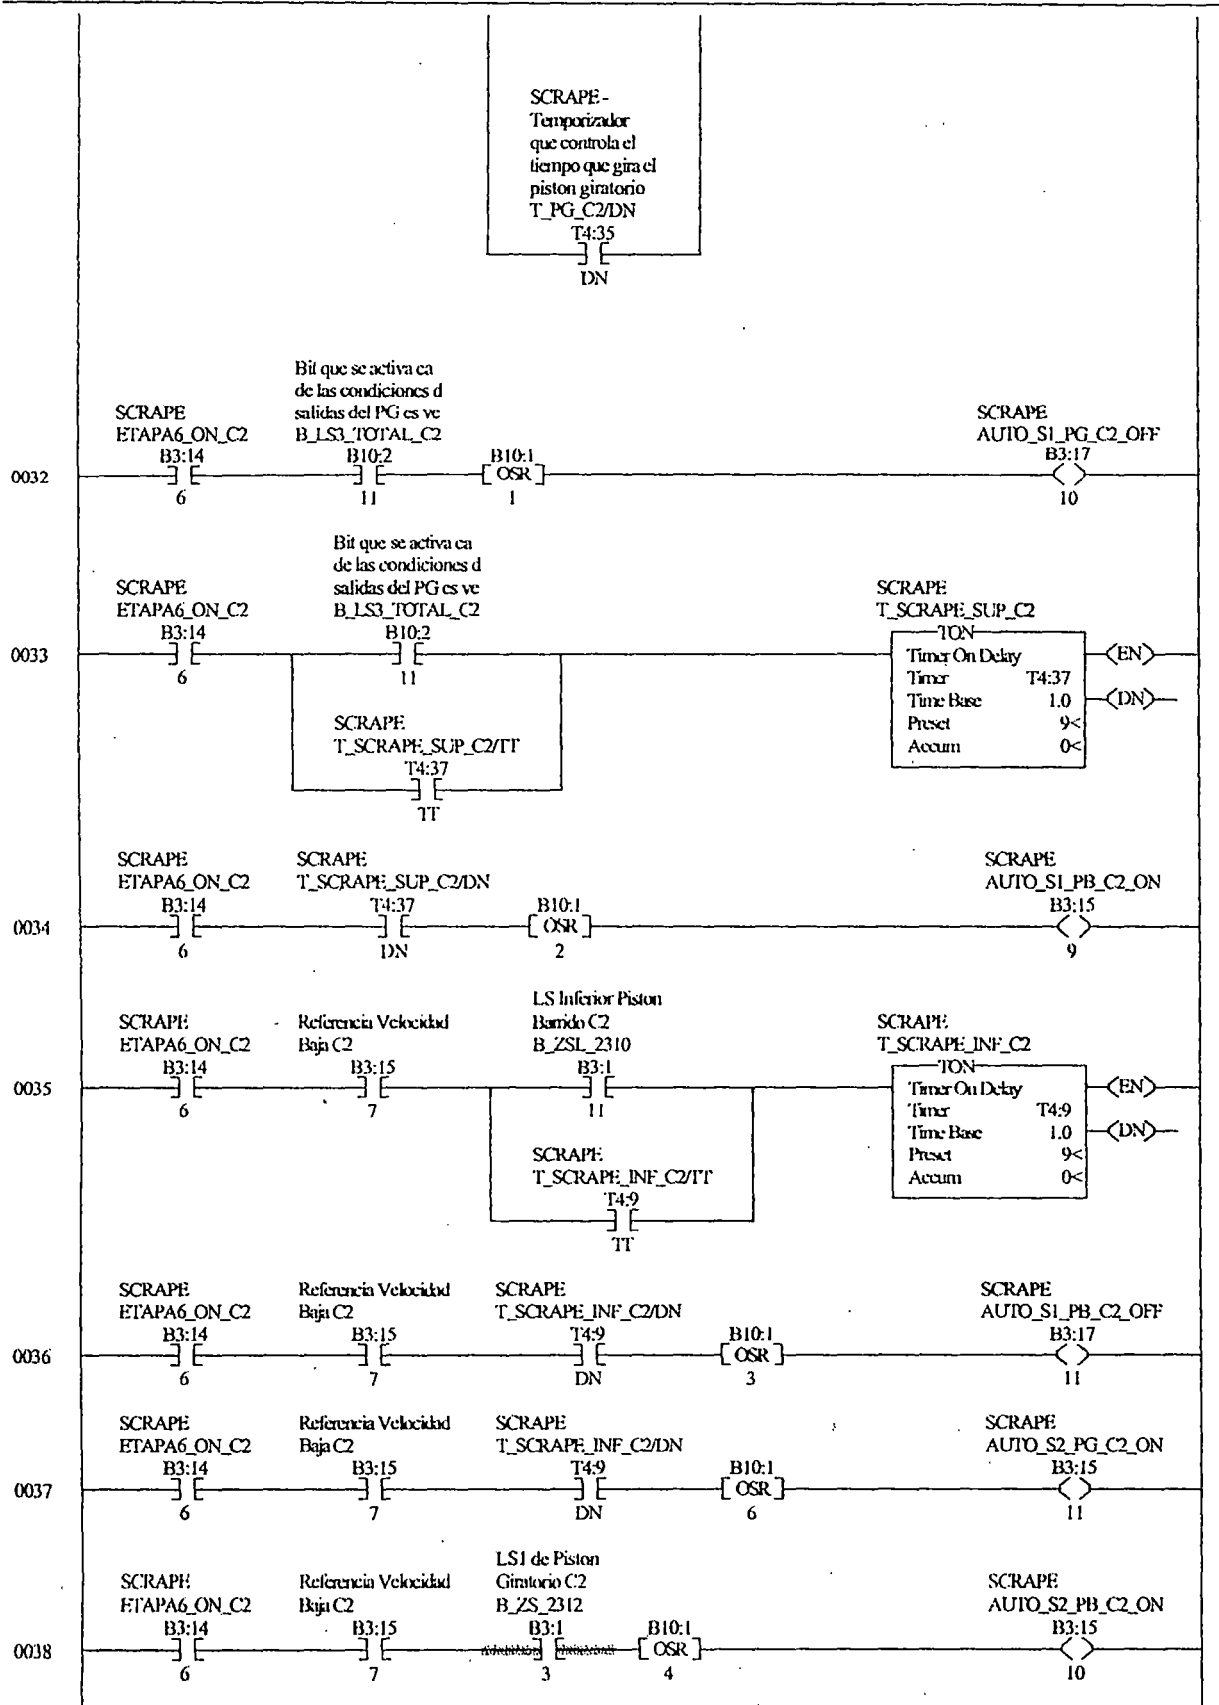 SCRAPE -
Temporizador
que controla el
tiempo que gira el
piston giratorio
T_PG_C2/DN
T4:35
DN
Bit que se activa ca
de las condiciones d
SCRAPE salidas del PG es ve SCRAPE
ETAPA6_ON_C2 B_LS3_TOTAL_C2 AUTO_S1_PG_C2_OFF
B3:14 B10:2 B10:1 B3:17
0032 OSR
6 11 1 10
Bit que se activa ca
de las condiciones d
SCRAPE salidas del PG es ve SCRAPE
ETAPA6_ON_C2 B_LS3_TOTAL_C2 T_SCRAPE_SUP_C2
B3:14 B10:2 TON
0033 Timer On Delay EN
6 11 Timer T4:37
Time Base 1.0 DN
SCRAPE Preset 9<
T_SCRAPE_SUP_C2/TT Accum 0<
T4:37
TT
SCRAPE SCRAPE SCRAPE
ETAPA6_ON_C2 T_SCRAPE_SUP_C2/DN AUTO_S1_PB_C2_ON
B3:14 T4:37 B10:1 B3:15
0034 OSR
6 DN 2 9
LS Inferior Piston
SCRAPE Referencia Velocidad Barrido C2 SCRAPE
ETAPA6_ON_C2 Baja C2 B_ZSL_2310 T_SCRAPE_INF_C2
B3:14 B3:15 B3:1 TON
0035 Timer On Delay EN
6 7 11 Timer T4:9
Time Base 1.0 DN
SCRAPE Preset 9<
T_SCRAPE_INF_C2/TT Accum 0<
T4:9
TT
SCRAPE Referencia Velocidad SCRAPE SCRAPE
ETAPA6_ON_C2 Baja C2 T_SCRAPE_INF_C2/DN AUTO_S1_PB_C2_OFF
B3:14 B3:15 T4:9 B10:1 B3:17
0036 OSR
6 7 DN 3 11
SCRAPE Referencia Velocidad SCRAPE SCRAPE
ETAPA6_ON_C2 Baja C2 T_SCRAPE_INF_C2/DN AUTO_S2_PG_C2_ON
B3:14 B3:15 T4:9 B10:1 B3:15
0037 OSR
6 7 DN 6 11
LS1 de Piston
SCRAPE Referencia Velocidad Giratorio C2 SCRAPE
ETAPA6_ON_C2 Baja C2 B_ZS_2312 AUTO_S2_PB_C2_ON
B3:14 B3:15 B3:1 B10:1 B3:15
0038 OSR
6 7 3 4 10